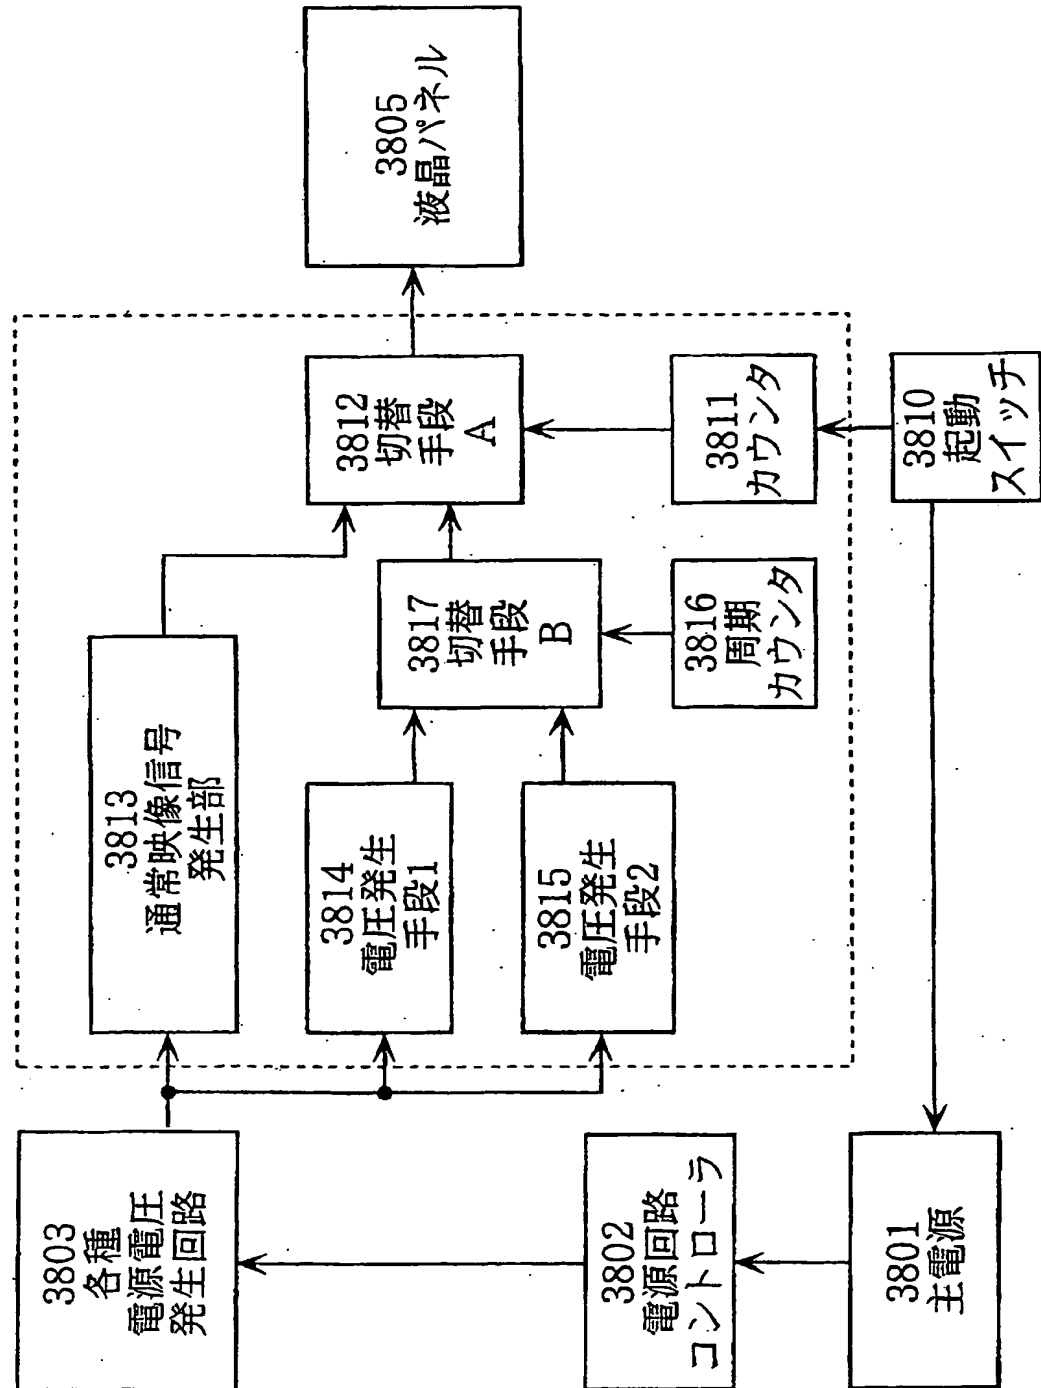 3803
各種
電源電圧
発生回路
3802
電源回路
コントローラ
3801
主電源
3813
通常映像信号
発生部
3814
電圧発生
手段1
3815
電圧発生
手段2
3817
切替
手段
B
3816
周期
カウンタ
3812
切替
手段
A
3811
カウンタ
3810
起動
スイッチ
3805
液晶パネル